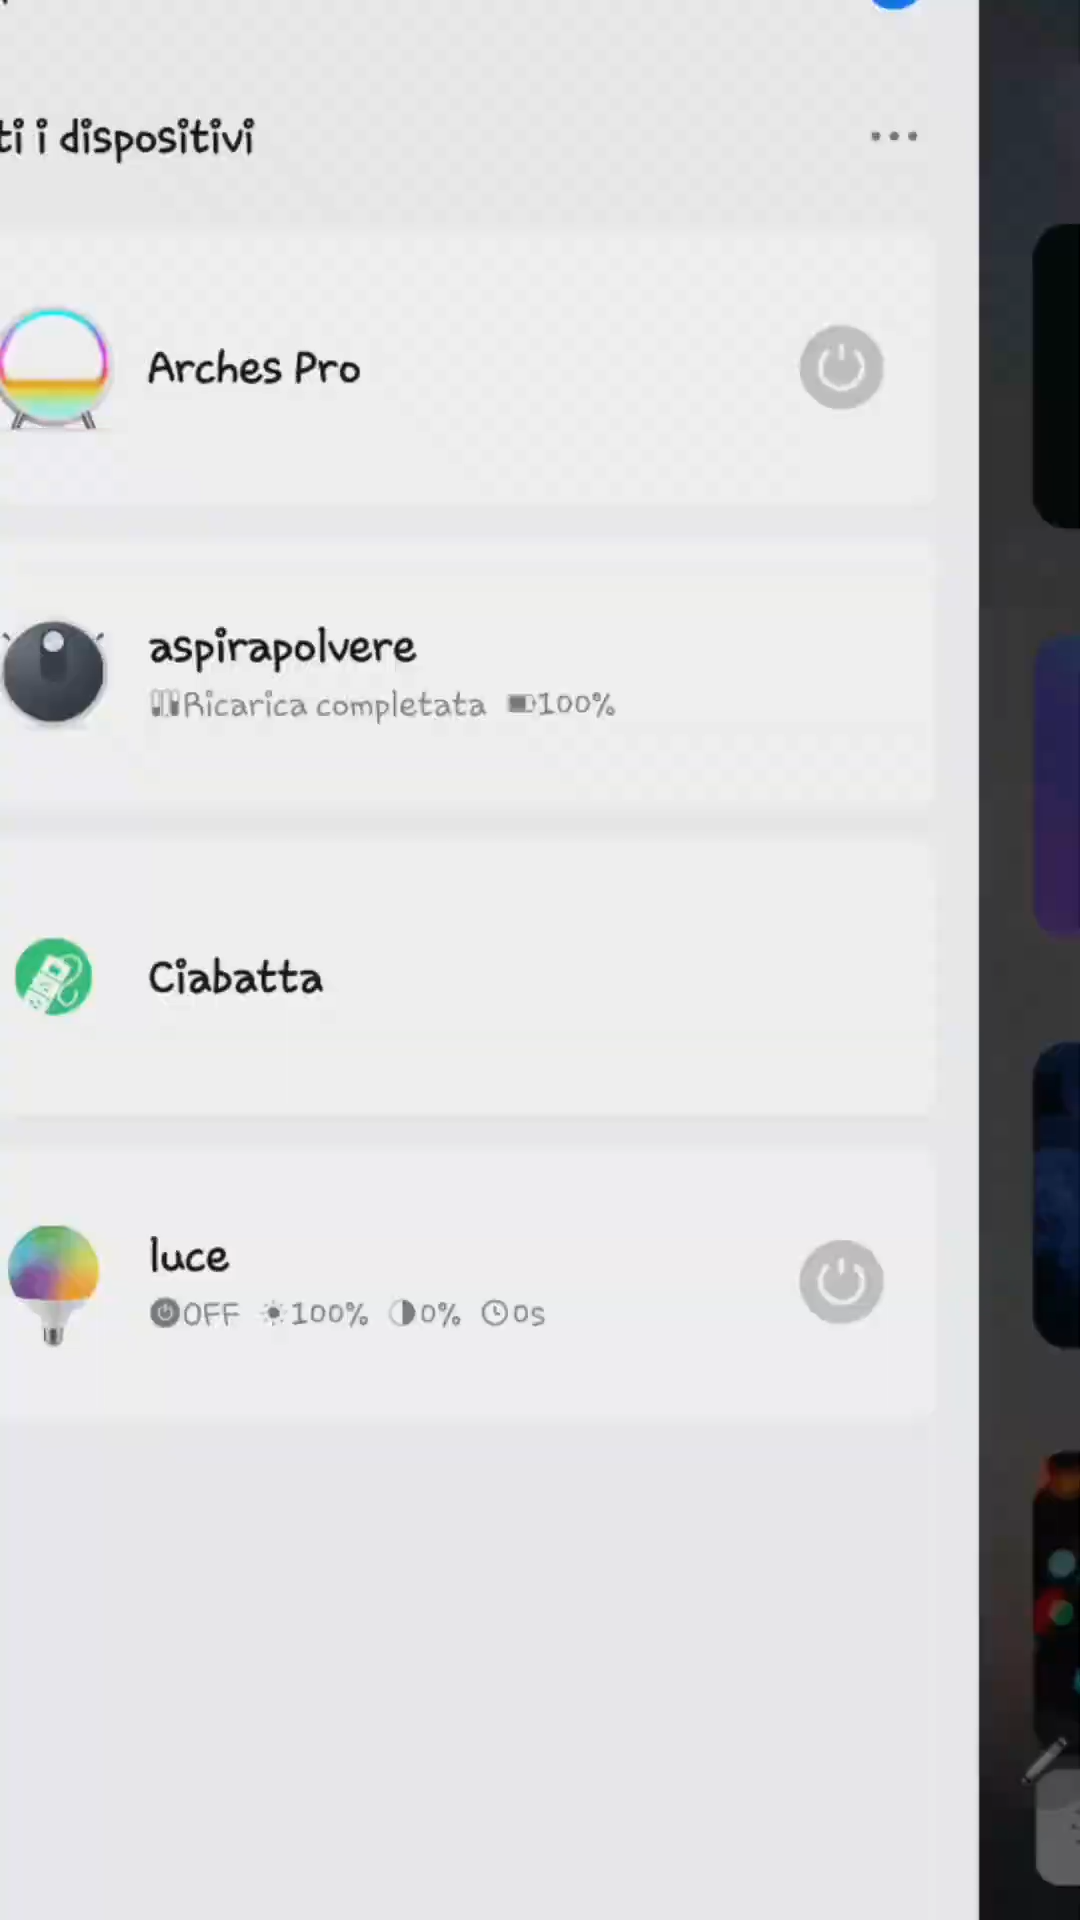 ti i dispositivi
Arches Pro
aspirapolvere
Ricarica completata 100%
Ciabatta
luce
OFF 100% 0% 0s